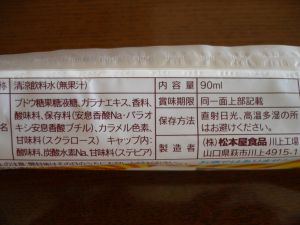 称 清涼飲料水(無果汁)
内容量 90ml
名
ブドウ糖果糖液糖、ガラナエキス、香料、
酸味料、保存料(安息香酸Na・パラオ
キシ安息香酸ブチル)、カラメル色素、
甘味料(スクラロース) キャップ内:
酸味料、炭酸水素Na、甘味料(ステビア)
賞味期限 同一面上部記載
保存方法 直射日光、高温多湿の所
はお避けください。
製造者 (株)松本屋食品 川上工場
山口県萩市川上4915-1